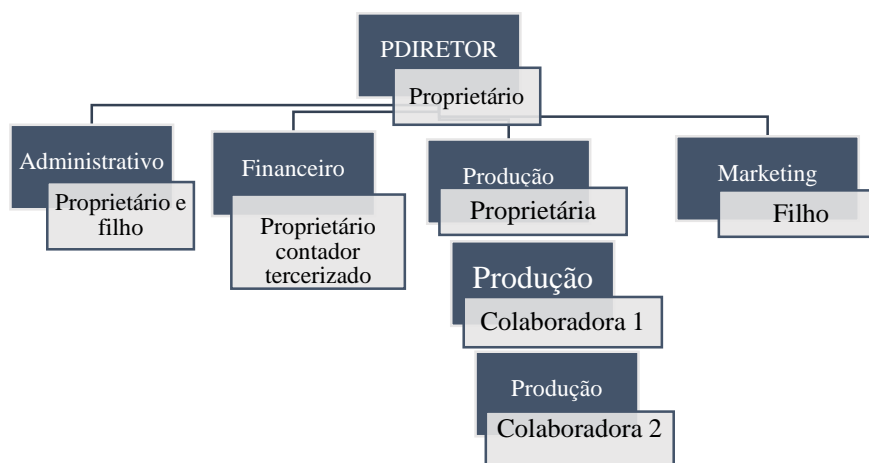 PDIRETOR
Proprietário
Administrativo
Proprietário e
filho
Financeiro
Proprietário
contador
tercerizado
Produção
Proprietária
Produção
Colaboradora 1
Produção
Colaboradora 2
Marketing
Filho